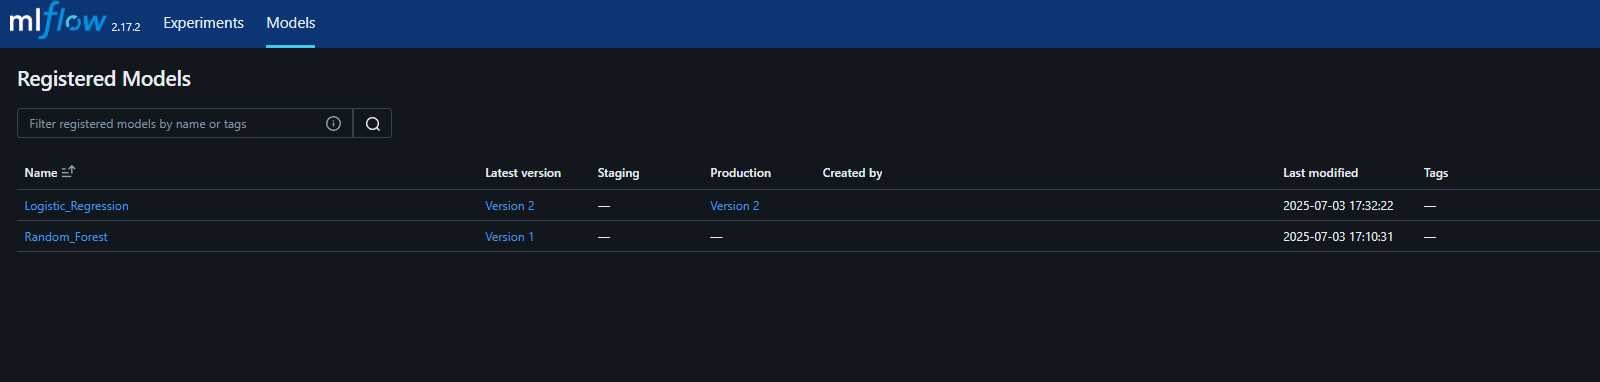 mlflow 2.17.2 Experiments Models
Registered Models
Filter registered models by name or tags
Name Latest version Staging Production Created by Last modified Tags
Logistic_Regression Version 2 — Version 2 2025-07-03 17:32:22 —
Random_Forest Version 1 — — 2025-07-03 17:10:31 —